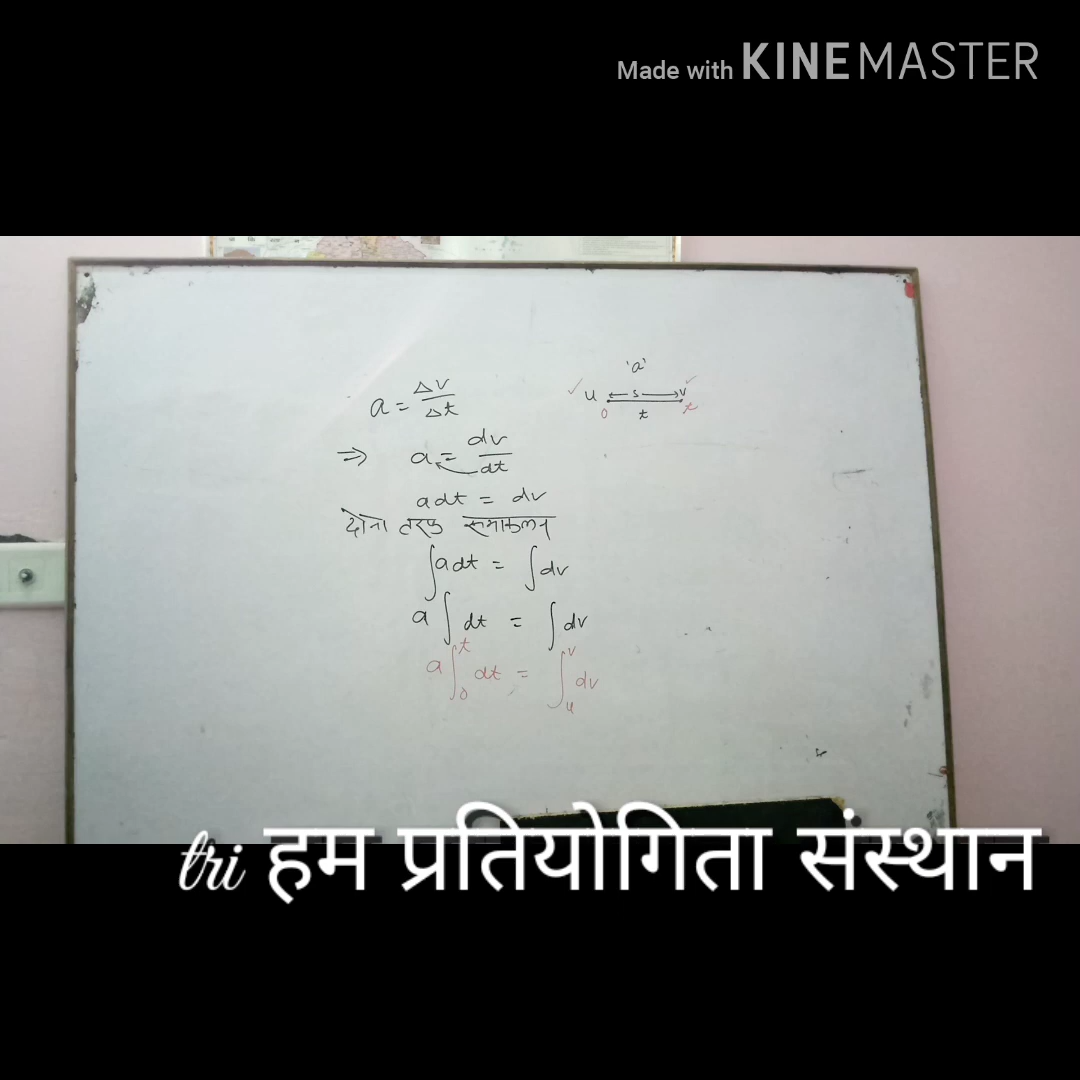 Made with KINEMASTER
'a'
a = Δv/Δt
u s v
0 t t
⇒ a = dv/dt
adt = dv
दोनो तरफ समाकलन
∫adt = ∫dv
a∫dt = ∫dv
a∫₀ᵗ dt = ∫ᵤᵛ dv
tri हम प्रतियोगिता संस्थान